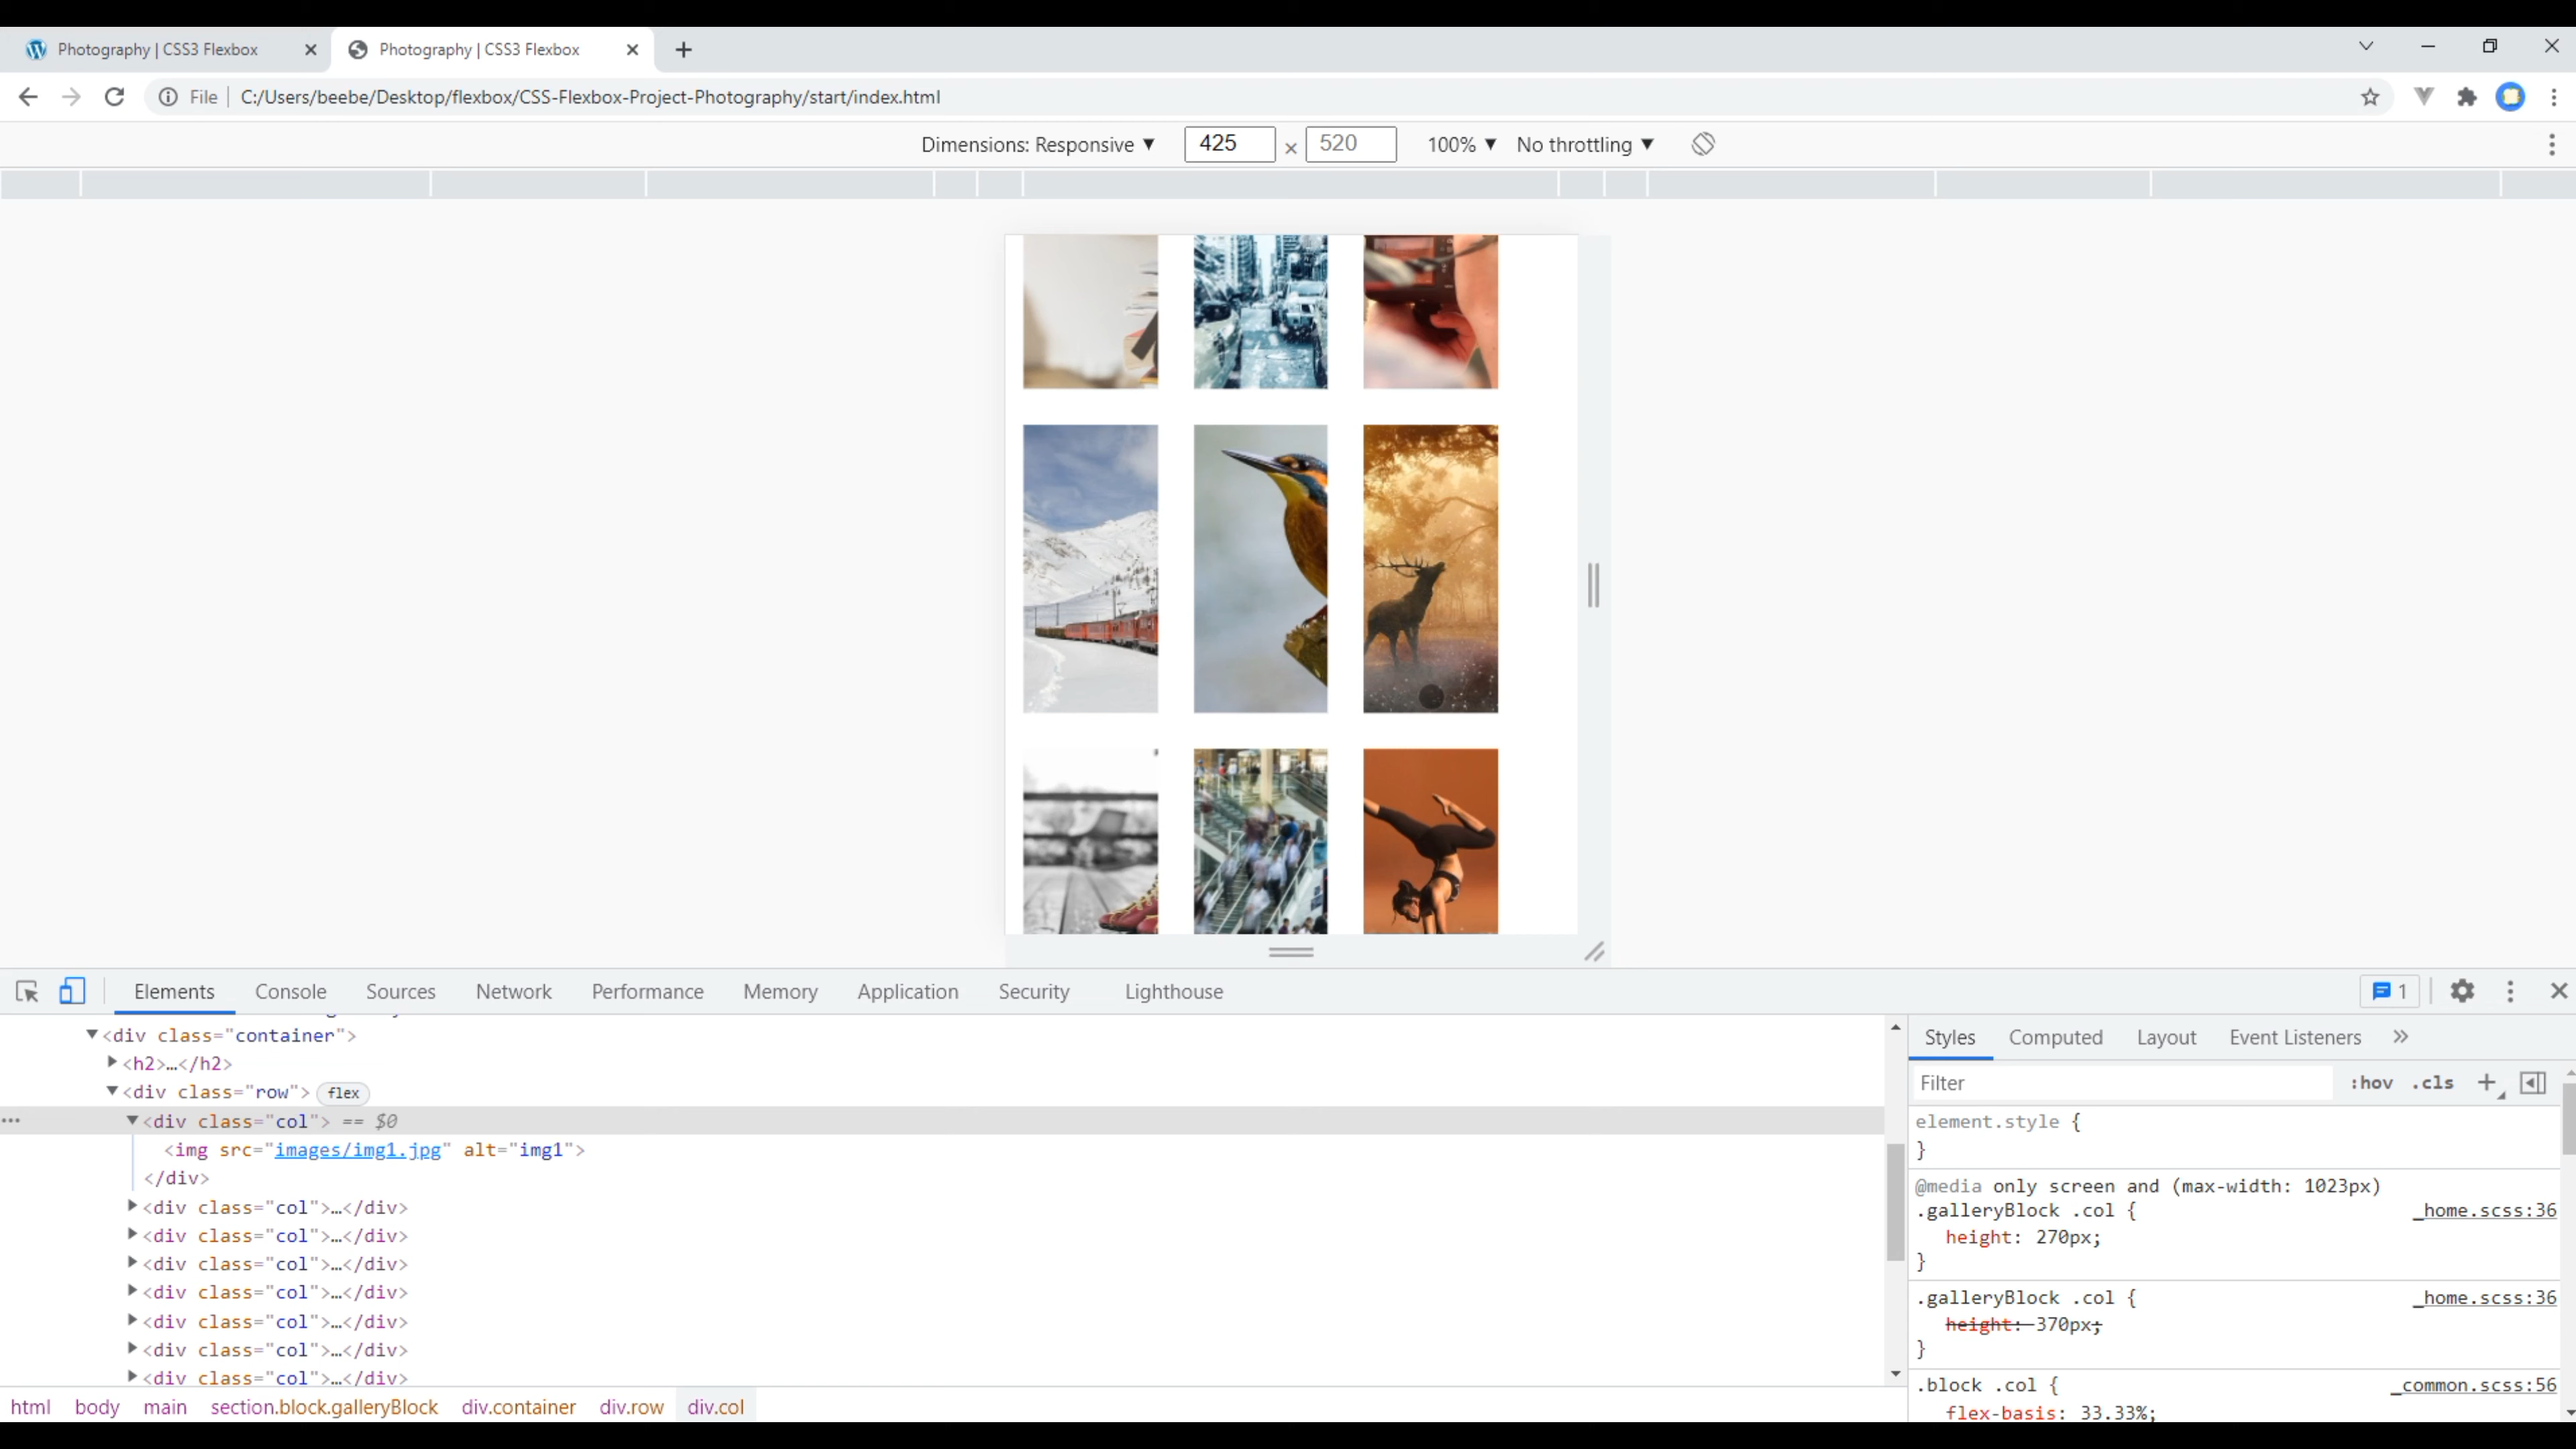 Photography | CSS3 Flexbox
Photography | CSS3 Flexbox
File C:/Users/beebe/Desktop/flexbox/CSS-Flexbox-Project-Photography/start/index.html
Dimensions: Responsive ▼ 425 × 520 100% ▼ No throttling ▼
Elements Console Sources Network Performance Memory Application Security Lighthouse 1
▼<div class="container">
▶<h2>…</h2>
▼<div class="row"> flex
… ▼<div class="col"> == $0
<img src="images/img1.jpg" alt="img1">
</div>
▶<div class="col">…</div>
▶<div class="col">…</div>
▶<div class="col">…</div>
▶<div class="col">…</div>
▶<div class="col">…</div>
▶<div class="col">…</div>
▶<div class="col">…</div>
html body main section.block.galleryBlock div.container div.row div.col
Styles Computed Layout Event Listeners »
Filter :hov .cls +
element.style {
}
@media only screen and (max-width: 1023px)
.galleryBlock .col { _home.scss:36
height: 270px;
}
.galleryBlock .col { _home.scss:36
height: 370px;
}
.block .col { _common.scss:56
flex-basis: 33.33%;